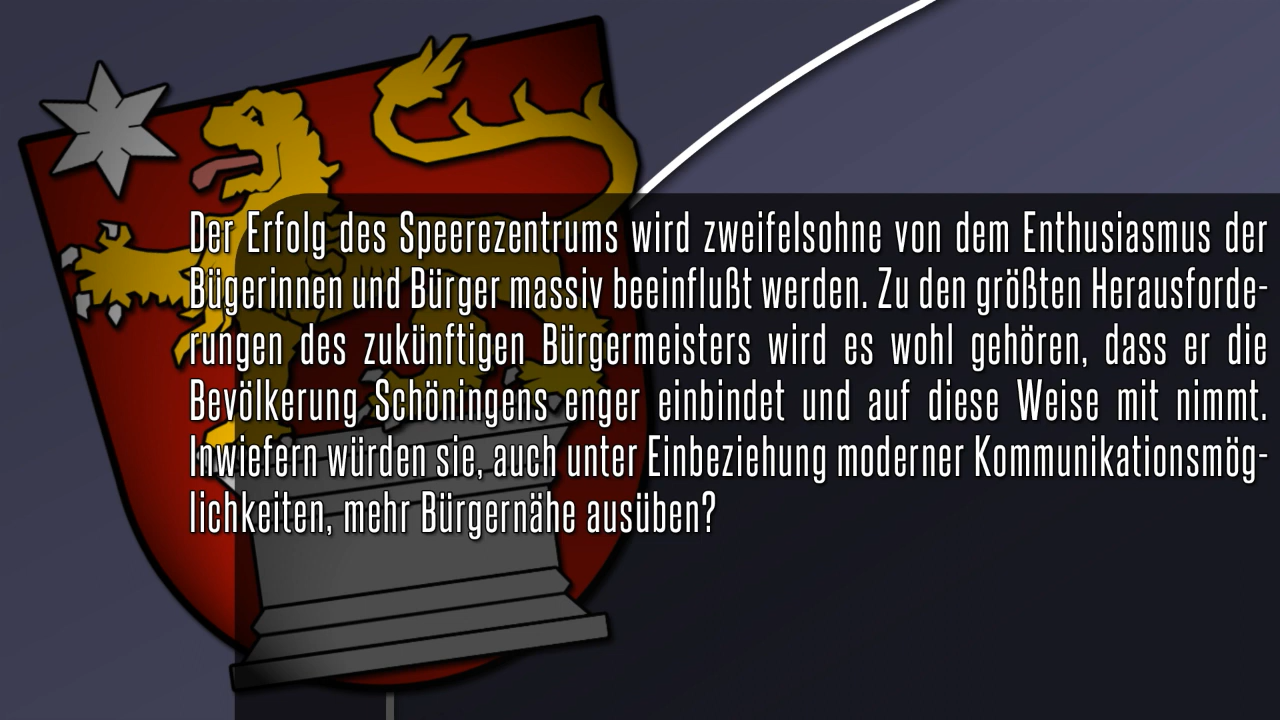 Der Erfolg des Speerezentrums wird zweifelsohne von dem Enthusiasmus der
Bügerinnen und Bürger massiv beeinflußt werden. Zu den größten Herausforde-
rungen des zukünftigen Bürgermeisters wird es wohl gehören, dass er die
Bevölkerung Schöningens enger einbindet und auf diese Weise mit nimmt.
Inwiefern würden sie, auch unter Einbeziehung moderner Kommunikationsmög-
lichkeiten, mehr Bürgernähe ausüben?